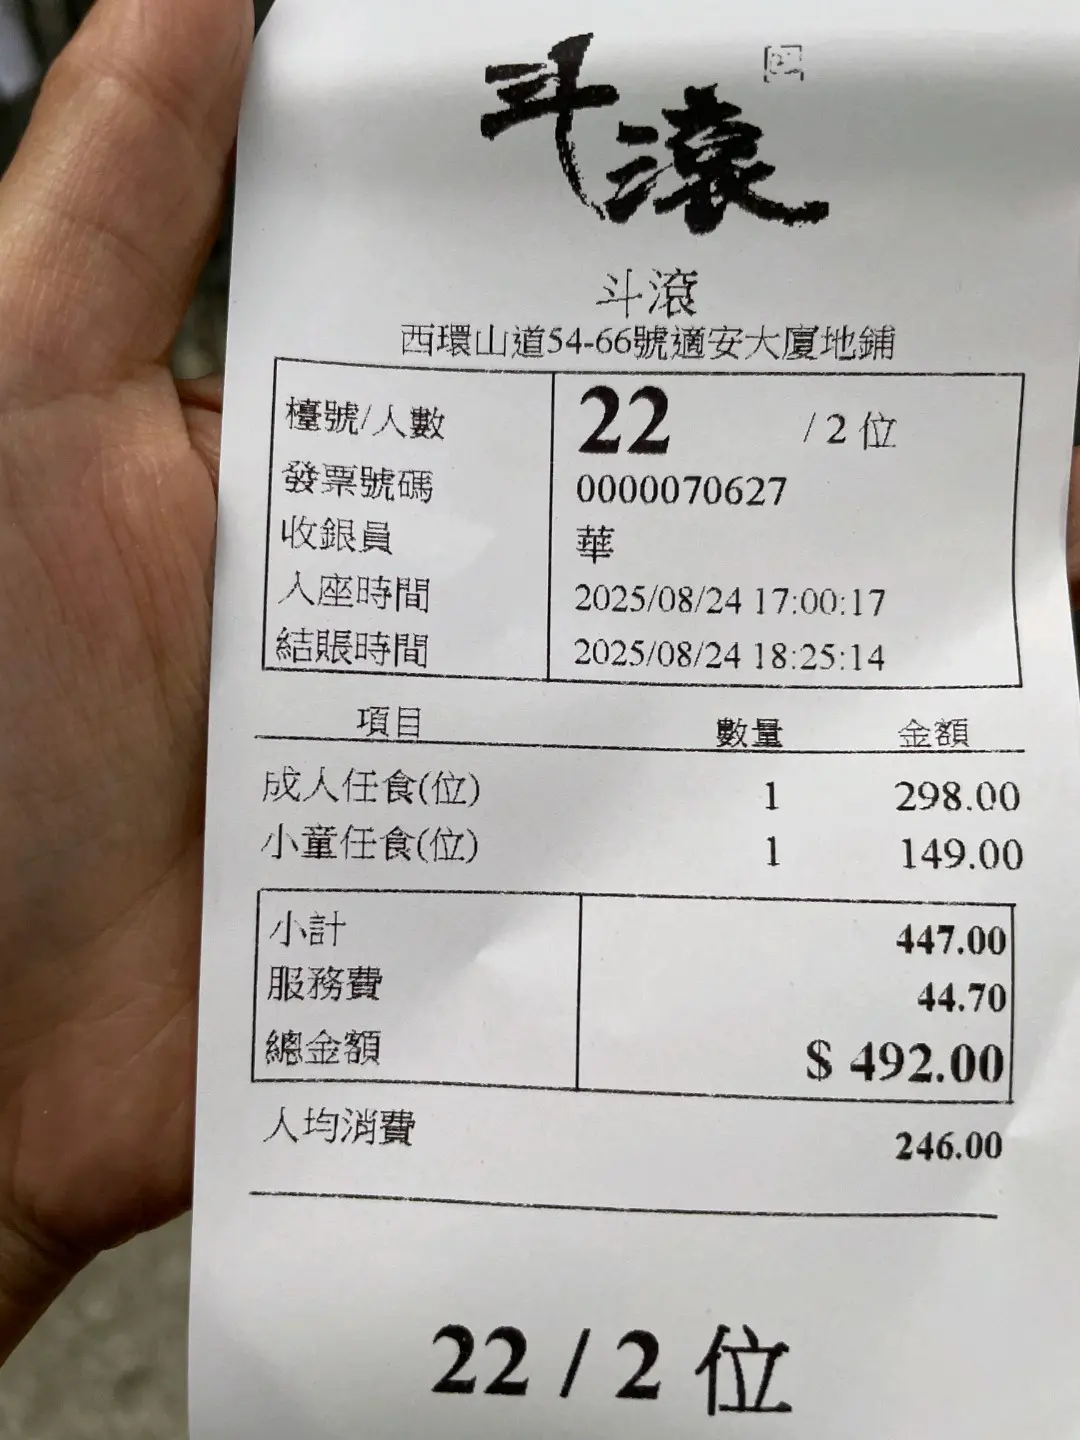 斗滾
斗滾
西環山道54-66號適安大廈地鋪
檯號/人數 22 / 2 位
發票號碼 0000070627
收銀員 華
入座時間 2025/08/24 17:00:17
結賬時間 2025/08/24 18:25:14
項目 數量 金額
成人任食(位) 1 298.00
小童任食(位) 1 149.00
小計 447.00
服務費 44.70
總金額 $ 492.00
人均消費 246.00
22 / 2 位